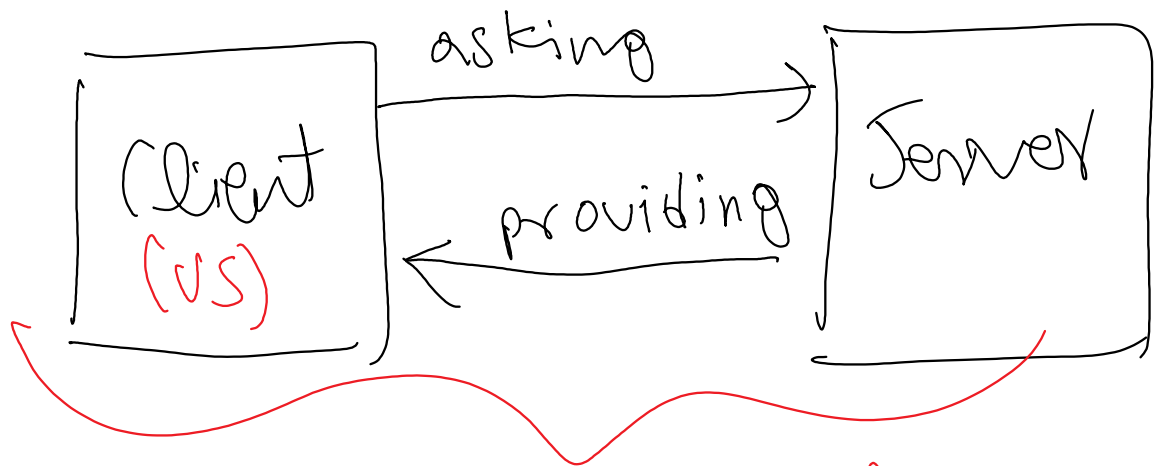 asking
Client
Server
providing
(us)